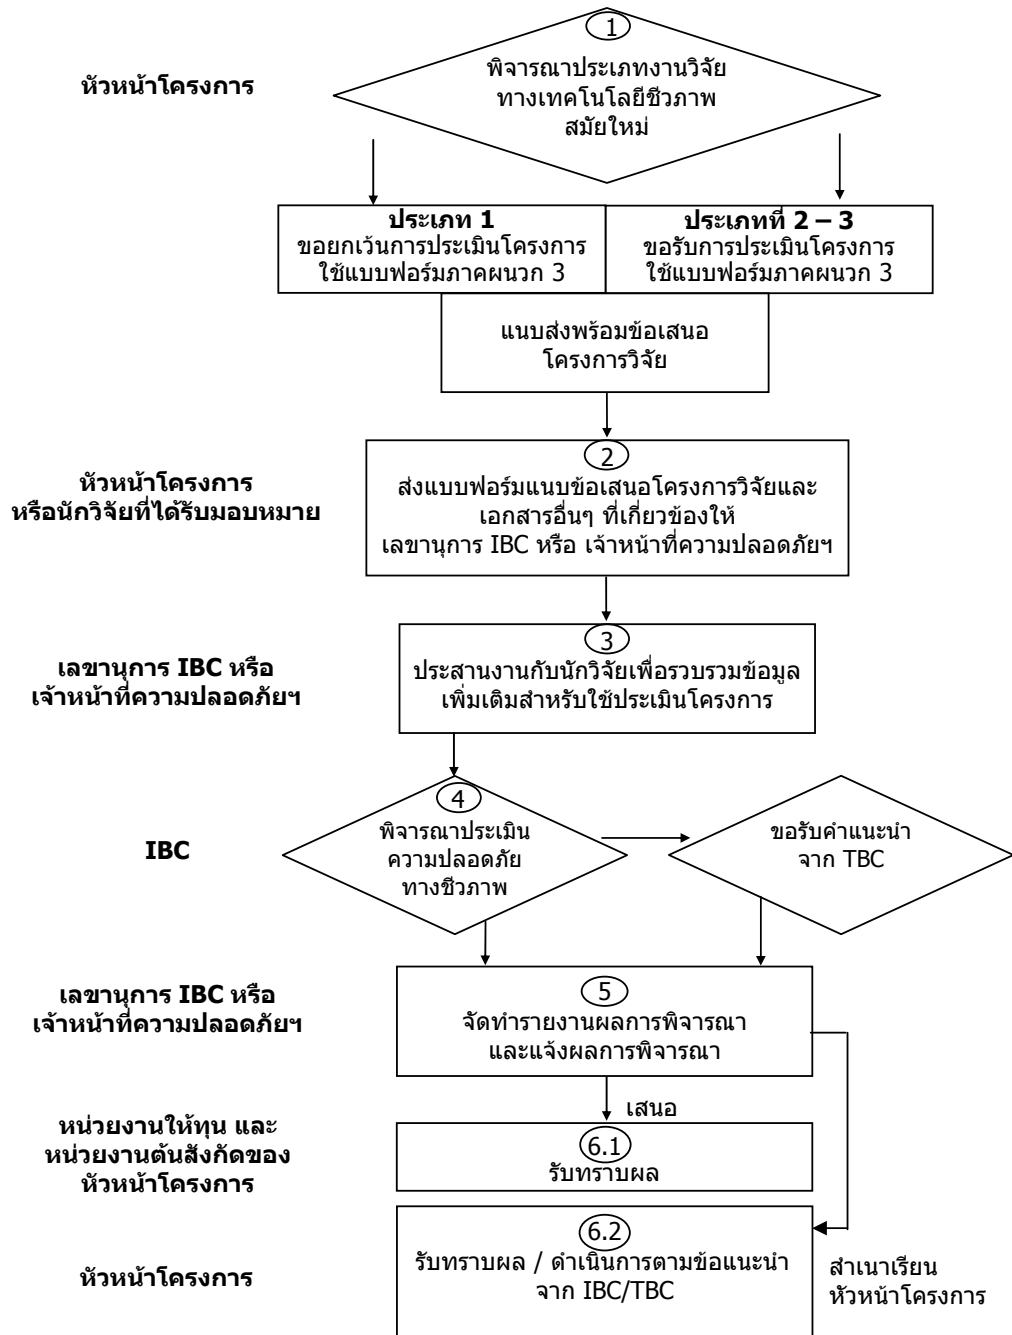 1
หัวหน้าโครงการ
พิจารณาประเภทงานวิจัย
ทางเทคโนโลยีชีวภาพ
สมัยใหม่
ประเภท 1
ขอยกเว้นการประเมินโครงการ
ใช้แบบฟอร์มภาคผนวก 3
ประเภทที่ 2 – 3
ขอรับการประเมินโครงการ
ใช้แบบฟอร์มภาคผนวก 3
แนบส่งพร้อมข้อเสนอ
โครงการวิจัย
หัวหน้าโครงการ
หรือนักวิจัยที่ได้รับมอบหมาย
2
ส่งแบบฟอร์มแนบข้อเสนอโครงการวิจัยและ
เอกสารอื่นๆ ที่เกี่ยวข้องให้
เลขานุการ IBC หรือ เจ้าหน้าที่ความปลอดภัยฯ
เลขานุการ IBC หรือ
เจ้าหน้าที่ความปลอดภัยฯ
3
ประสานงานกับนักวิจัยเพื่อรวบรวมข้อมูล
เพิ่มเติมสำหรับใช้ประเมินโครงการ
IBC
4
พิจารณาประเมิน
ความปลอดภัย
ทางชีวภาพ
ขอรับคำแนะนำ
จาก TBC
เลขานุการ IBC หรือ
เจ้าหน้าที่ความปลอดภัยฯ
5
จัดทำรายงานผลการพิจารณา
และแจ้งผลการพิจารณา
เสนอ
หน่วยงานให้ทุน และ
หน่วยงานต้นสังกัดของ
หัวหน้าโครงการ
6.1
รับทราบผล
หัวหน้าโครงการ
6.2
รับทราบผล / ดำเนินการตามข้อแนะนำ
จาก IBC/TBC
สำเนาเรียน
หัวหน้าโครงการ